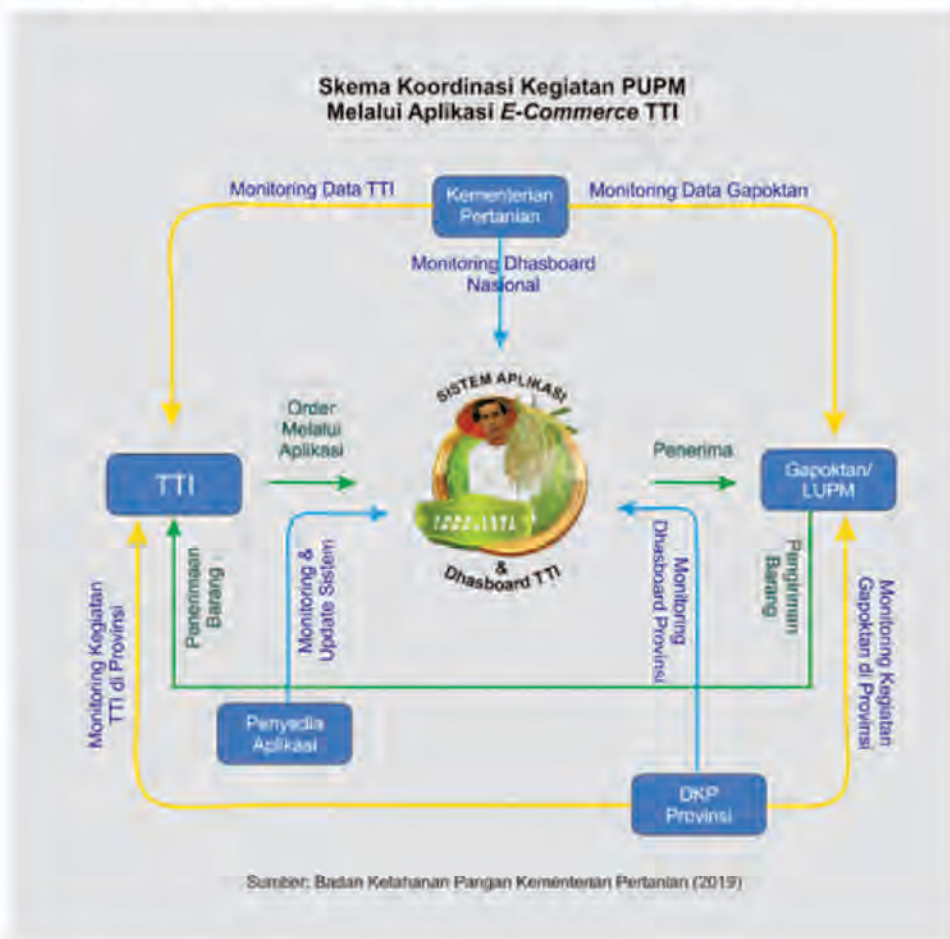 Skema Koordinasi Kegiatan PUPM
Melalui Aplikasi E-Commerce TTI
Monitoring Data TTI
Kementerian
Pertanian
Monitoring Data Gapoktan
Monitoring Dhasboard
Nasional
SISTEM APLIKASI
Order
Melalui
Aplikasi
Penerima
TTI
Gapoktan/
LUPM
&
Dhasboard TTI
Penerimaan
Barang
Monitoring &
Update Sistem
Monitoring
Dhasboard Provinsi
Pengiriman
Barang
Monitoring Kegiatan
TTI di Provinsi
Monitoring Kegiatan
Gapoktan di Provinsi
Penyedia
Aplikasi
DKP
Provinsi
Sumber: Badan Ketahanan Pangan Kementerian Pertanian (2019)